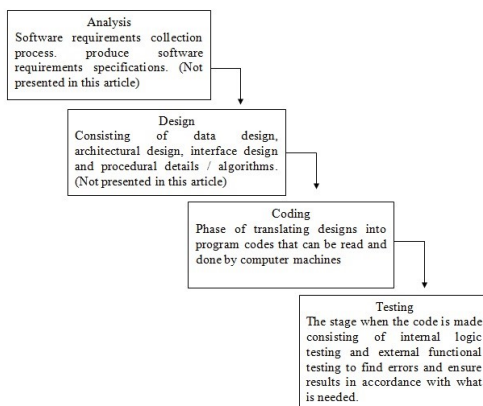 Analysis
Software requirements collection
process. produce software
requirements specifications. (Not
presented in this article)
Design
Consisting of data design,
architectural design, interface design
and procedural details / algorithms.
(Not presented in this article)
Coding
Phase of translating designs into
program codes that can be read and
done by computer machines
Testing
The stage when the code is made
consisting of internal logic
testing and external functional
testing to find errors and ensure
results in accordance with what
is needed.